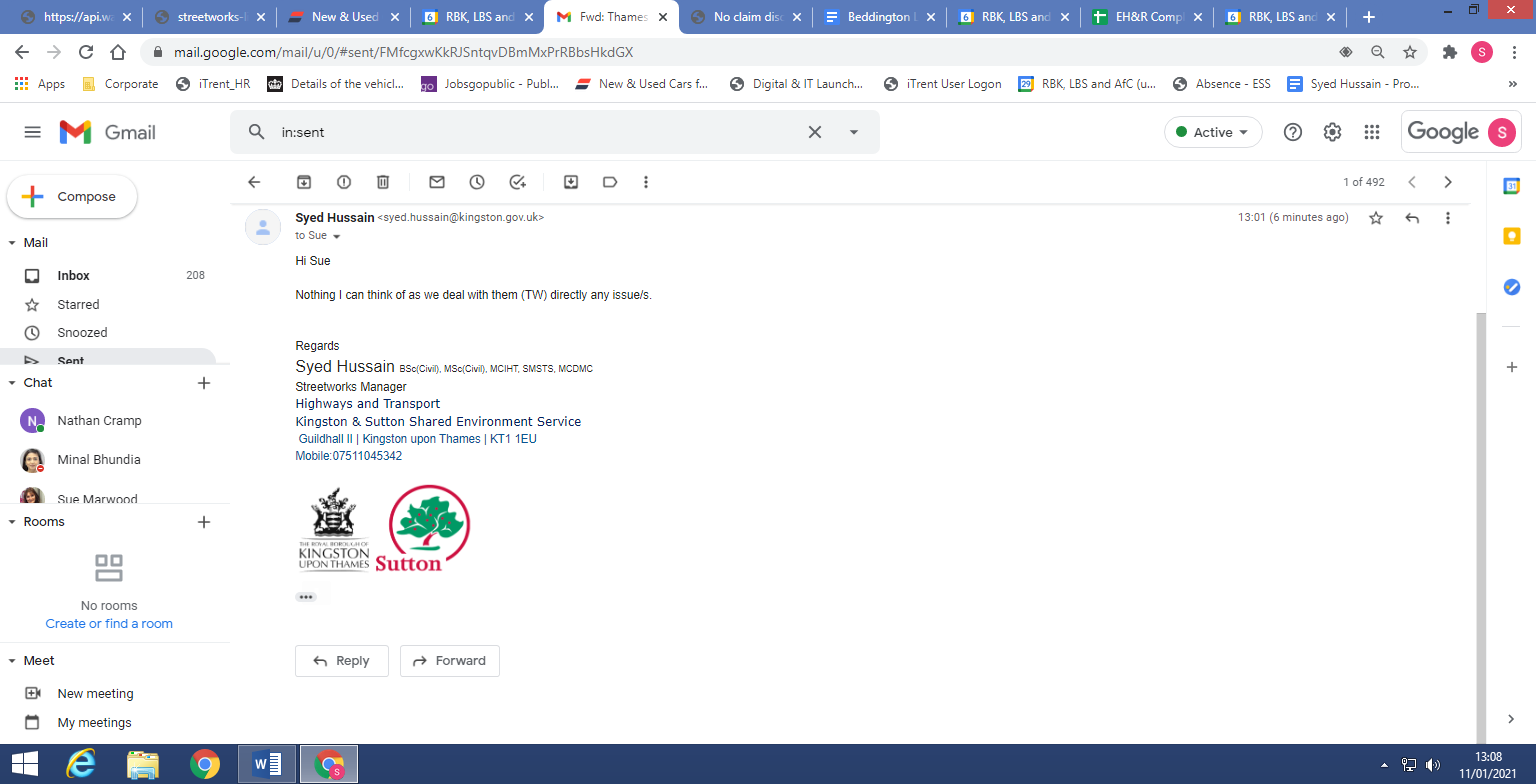 https://api.wa
streetworks-l
New & Used
RBK, LBS and
Fwd: Thames
No claim disc
Beddington L
RBK, LBS and
EH&R Compl
RBK, LBS and
mail.google.com/mail/u/0/#sent/FMfcgxwKkRJSntqvDBmMxPrRBbsHkdGX
S
Apps
Corporate
iTrent_HR
Details of the vehicl...
Jobsgopublic - Publ...
New & Used Cars f...
Digital & IT Launch...
iTrent User Logon
RBK, LBS and AfC (u...
Absence - ESS
Syed Hussain - Pro...
»
Gmail
in:sent
Active
Google
S
Compose
1 of 492
Mail
Inbox 208
Starred
Snoozed
Sent
Chat
N Nathan Cramp
Minal Bhundia
Sue Marwood
Rooms
No rooms
Create or find a room
Meet
New meeting
My meetings
Syed Hussain <syed.hussain@kingston.gov.uk>
13:01 (6 minutes ago)
to Sue
Hi Sue
Nothing I can think of as we deal with them (TW) directly any issue/s.
Regards
Syed Hussain BSc(Civil), MSc(Civil), MCIHT, SMSTS, MCDMC
Streetworks Manager
Highways and Transport
Kingston & Sutton Shared Environment Service
Guildhall II | Kingston upon Thames | KT1 1EU
Mobile:07511045342
THE ROYAL BOROUGH OF
KINGSTON
UPON THAMES
Sutton
Reply
Forward
13:08
11/01/2021